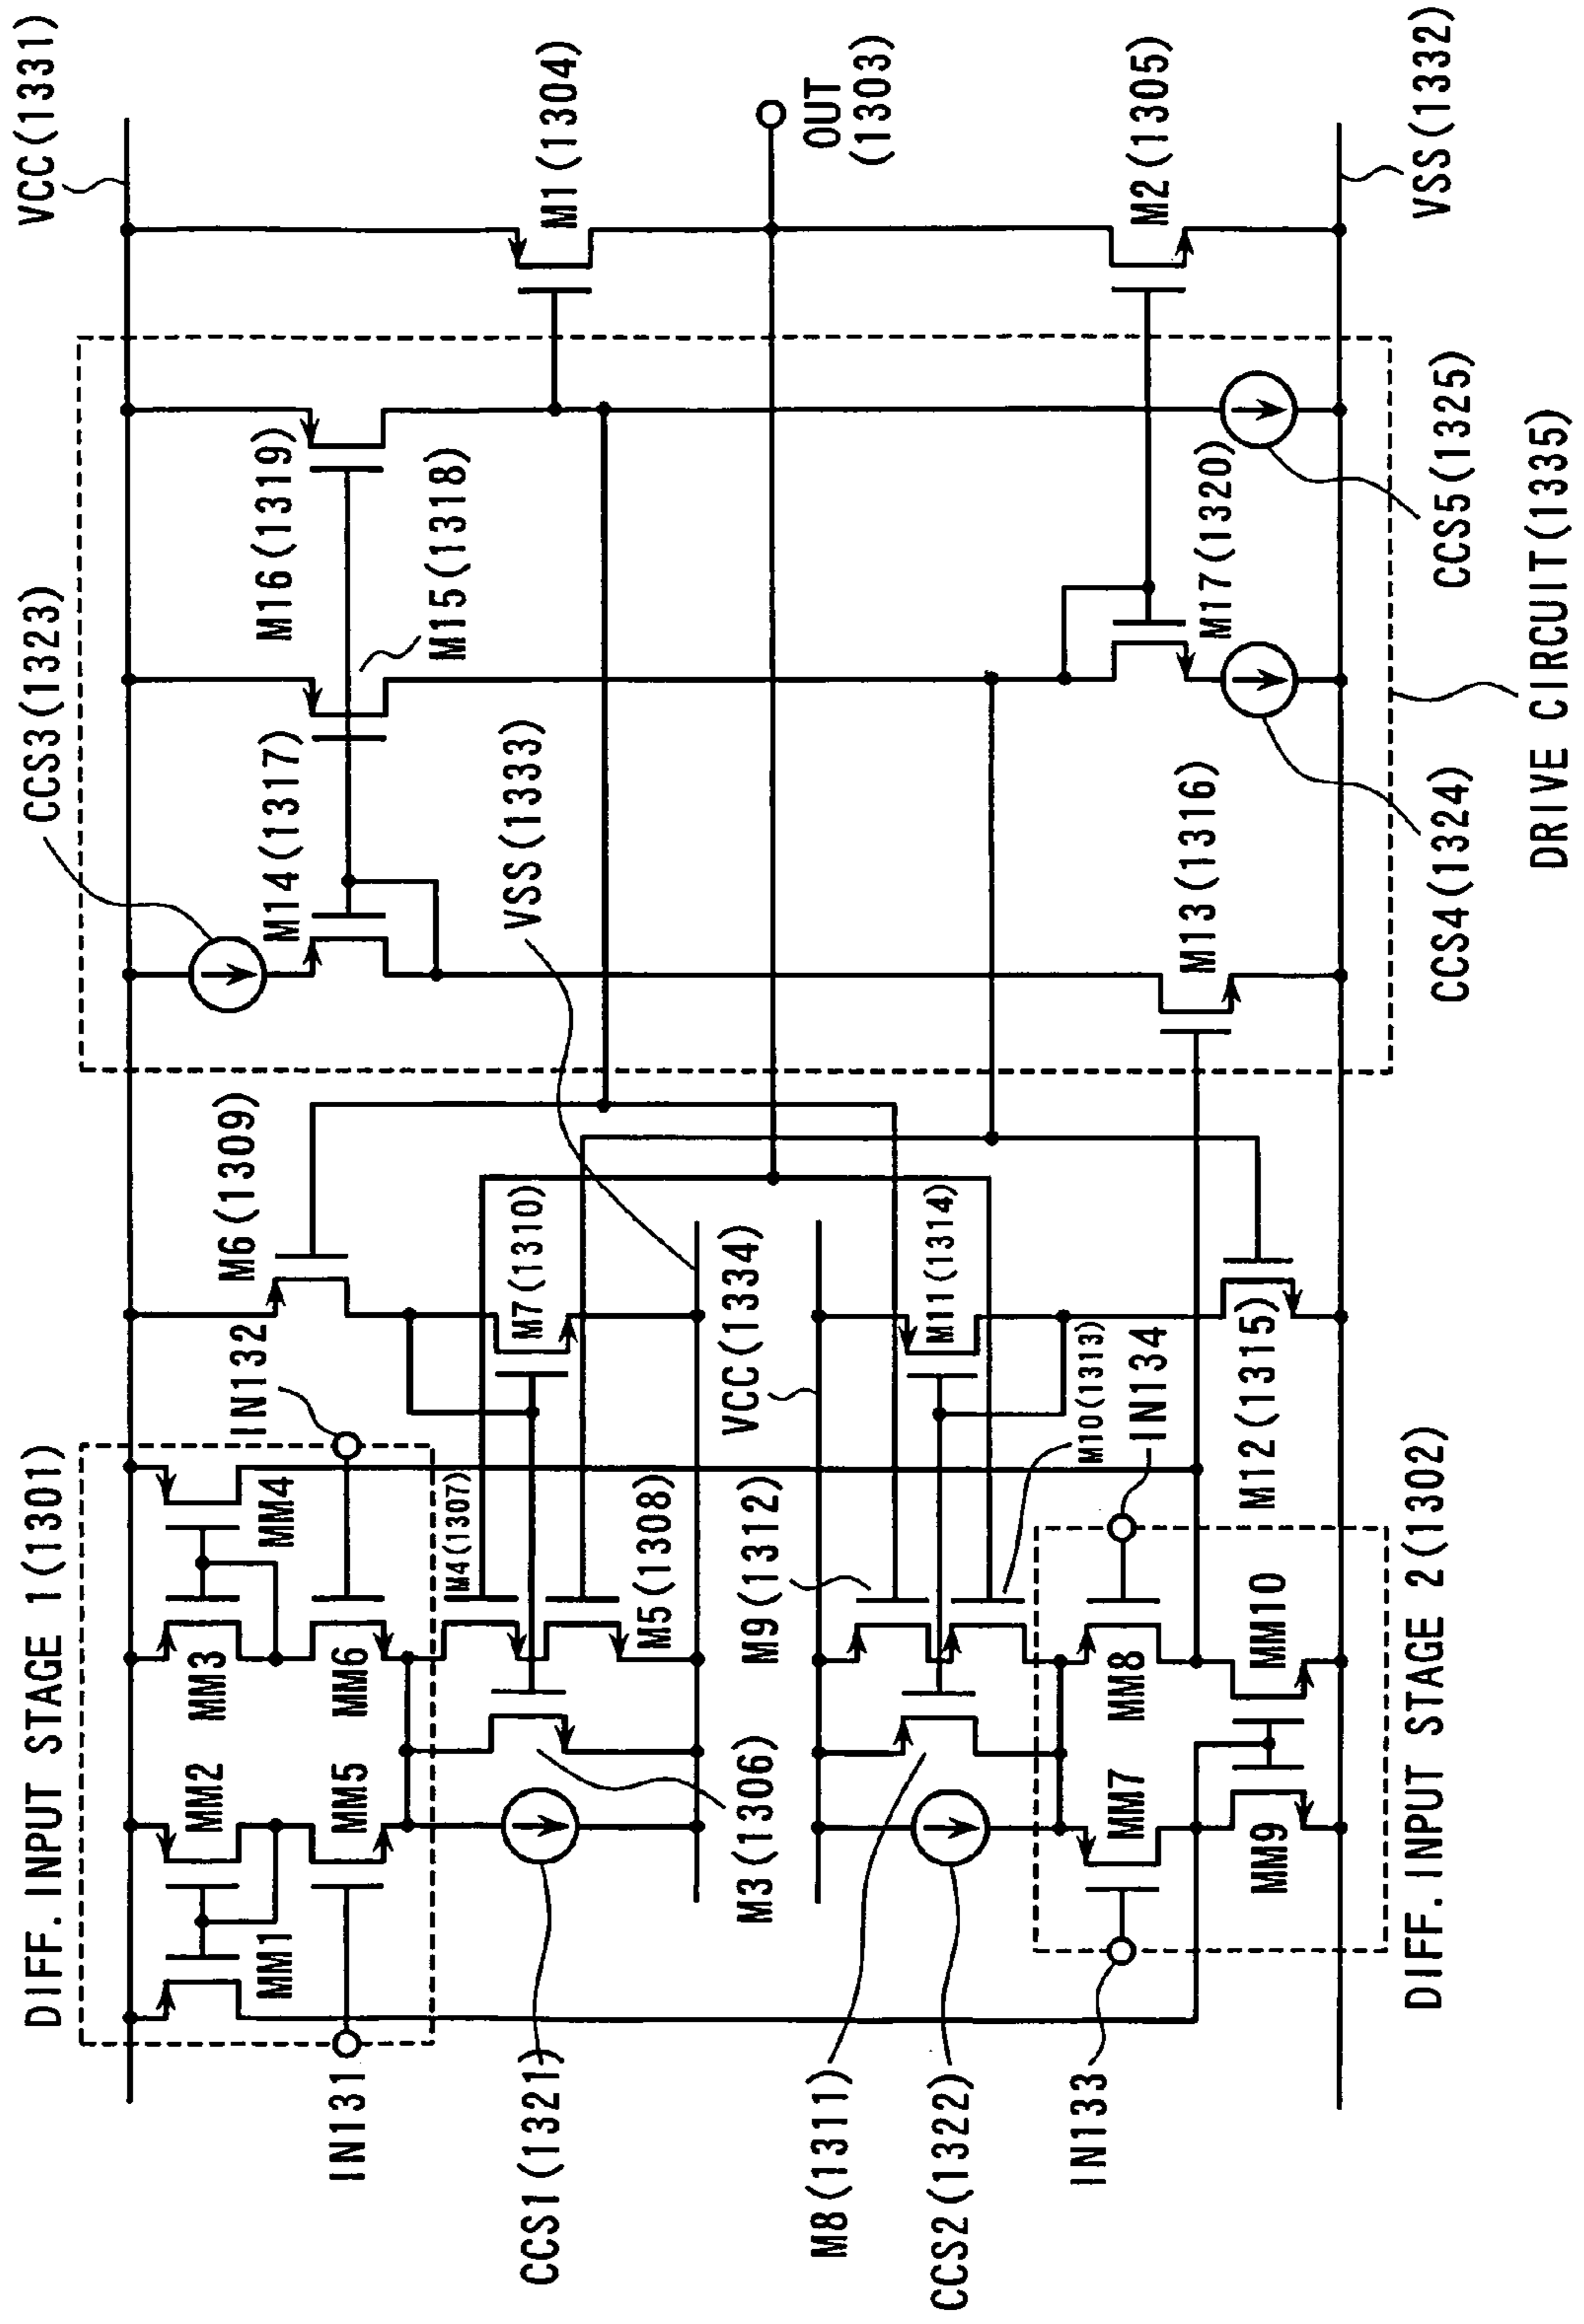 VCC(1331)
M1(1304)
OUT
(1303)
M2(1305)
VSS(1332)
CCS3(1323)
M16(1319)
M15(1318)
M14(1317)
VSS(1333)
M17(1320)
M13(1316)
CCS5(1325)
CCS4(1324)
DRIVE CIRCUIT(1335)
M6(1309)
IN132
M7(1310)
VCC(1334)
M11(1314)
M10(1313)
IN134
M12(1315)
DIFF. INPUT STAGE 1(1301)
MM4
MM3
MM6
MM2
MM5
MM1
M4(1307)
M5(1308)
M3(1306)
M9(1312)
MM8
MM10
MM7
MM9
DIFF. INPUT STAGE 2(1302)
IN131
CCS1(1321)
M8(1311)
CCS2(1322)
IN133